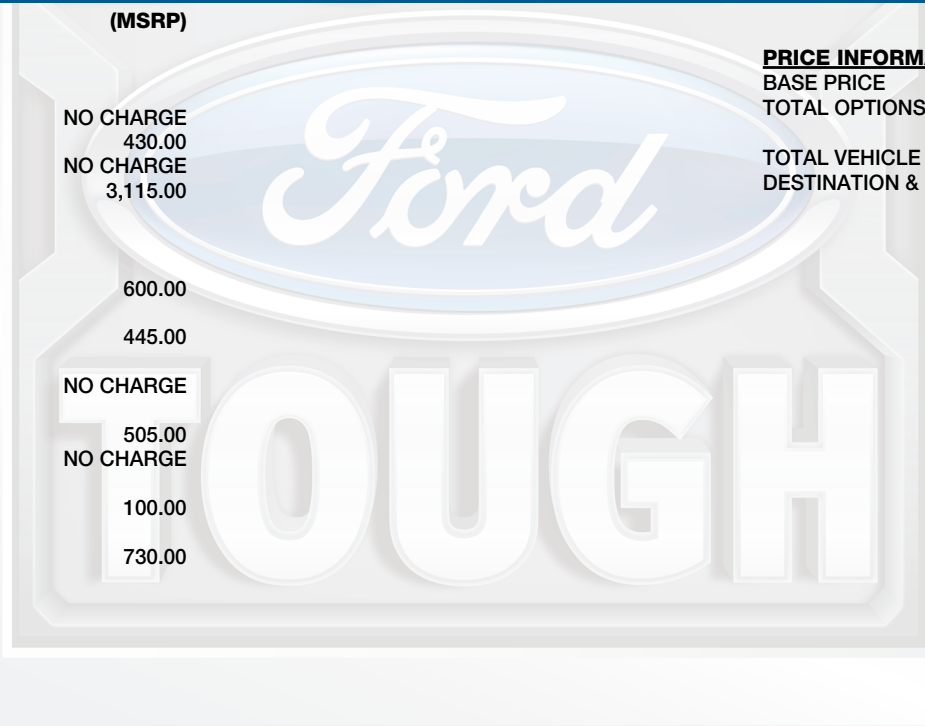 (MSRP)
NO CHARGE
430.00
NO CHARGE
3,115.00
600.00
445.00
NO CHARGE
505.00
NO CHARGE
100.00
730.00
PRICE INFORM
BASE PRICE
TOTAL OPTIONS
TOTAL VEHICLE
DESTINATION &
Ford
TOUGH